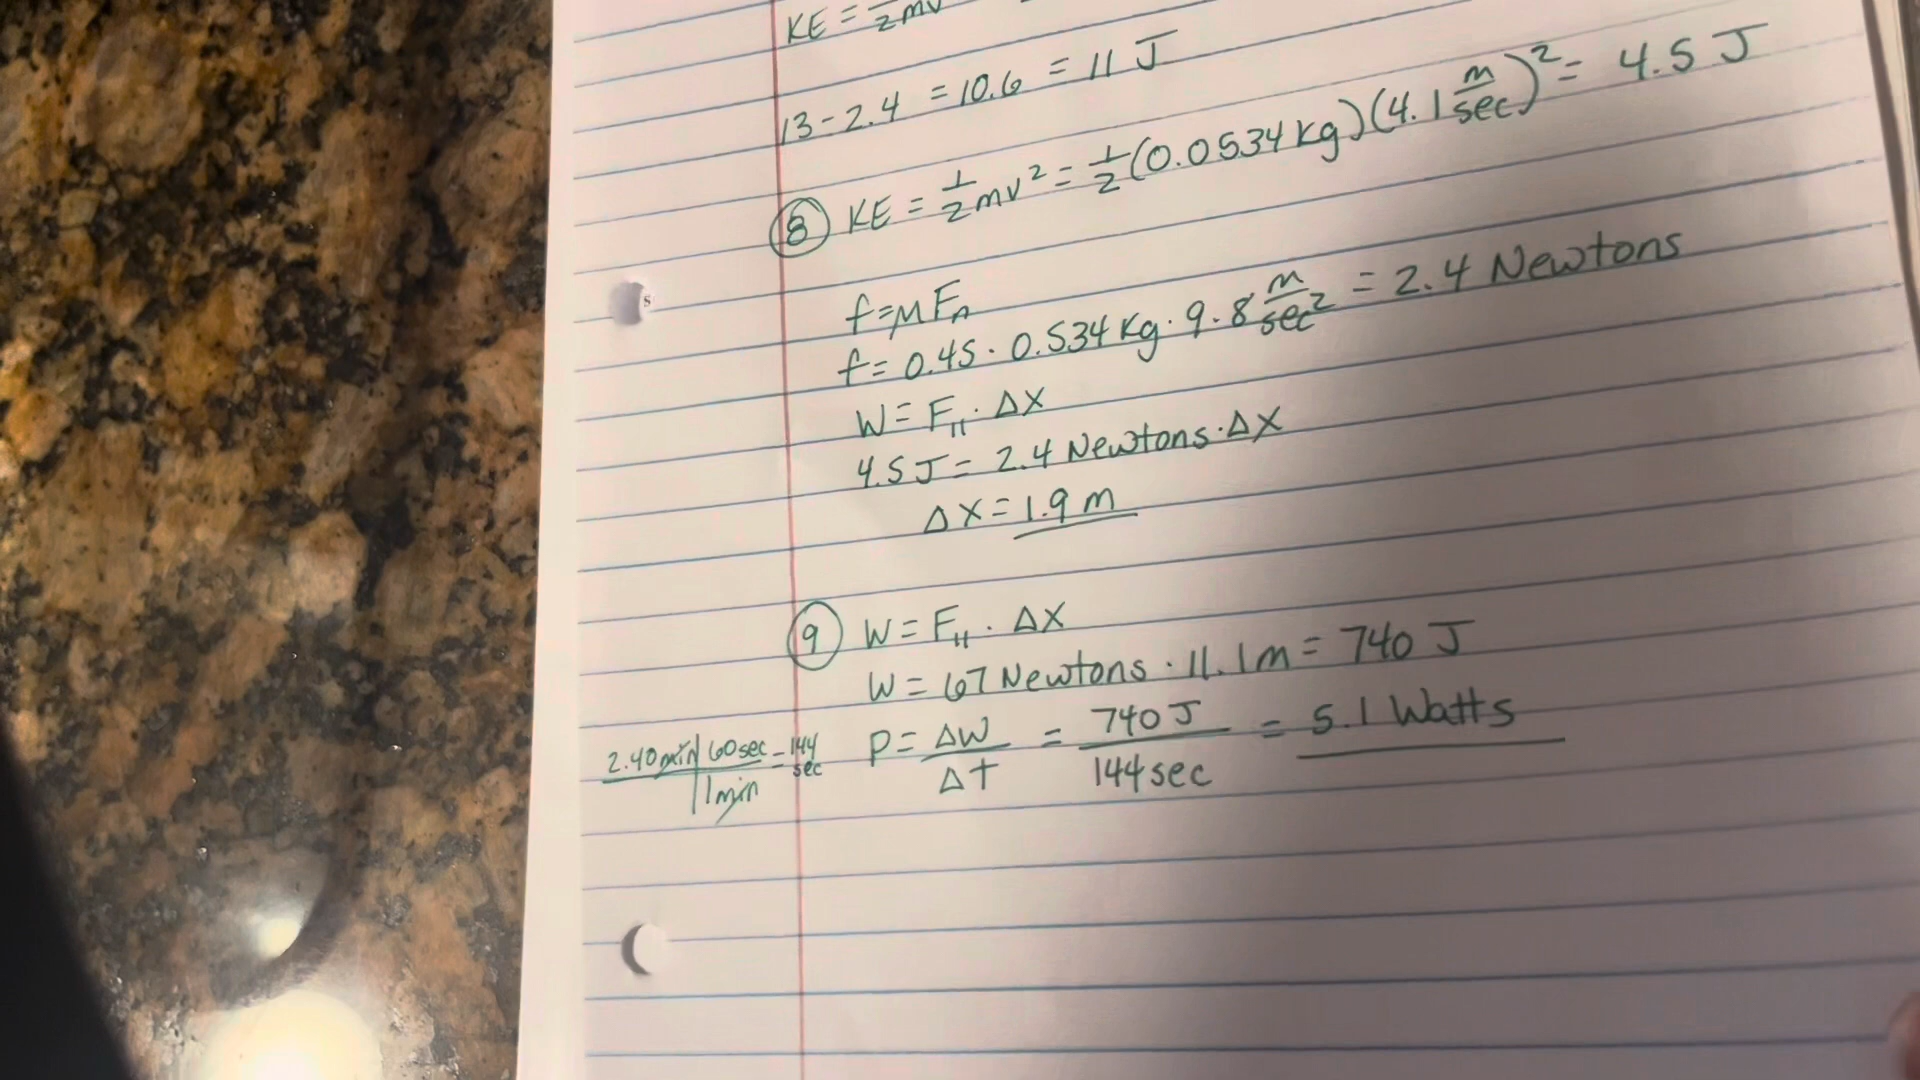 KE = ½mv
13 - 2.4 = 10.6 = 11 J
⑧ KE = ½mv² = ½(0.0534 kg)(4.1 m/sec)² = 4.5 J
f = μFn
f = 0.45 · 0.534 kg · 9.8 m/sec² = 2.4 Newtons
W = F∥ · ΔX
4.5 J = 2.4 Newtons · ΔX
ΔX = 1.9 m
⑨ W = F∥ · ΔX
W = 67 Newtons · 11.1 m = 740 J
2.40 min | 60 sec / 1 min = 144 sec
P = ΔW/Δt = 740 J/144 sec = 5.1 Watts